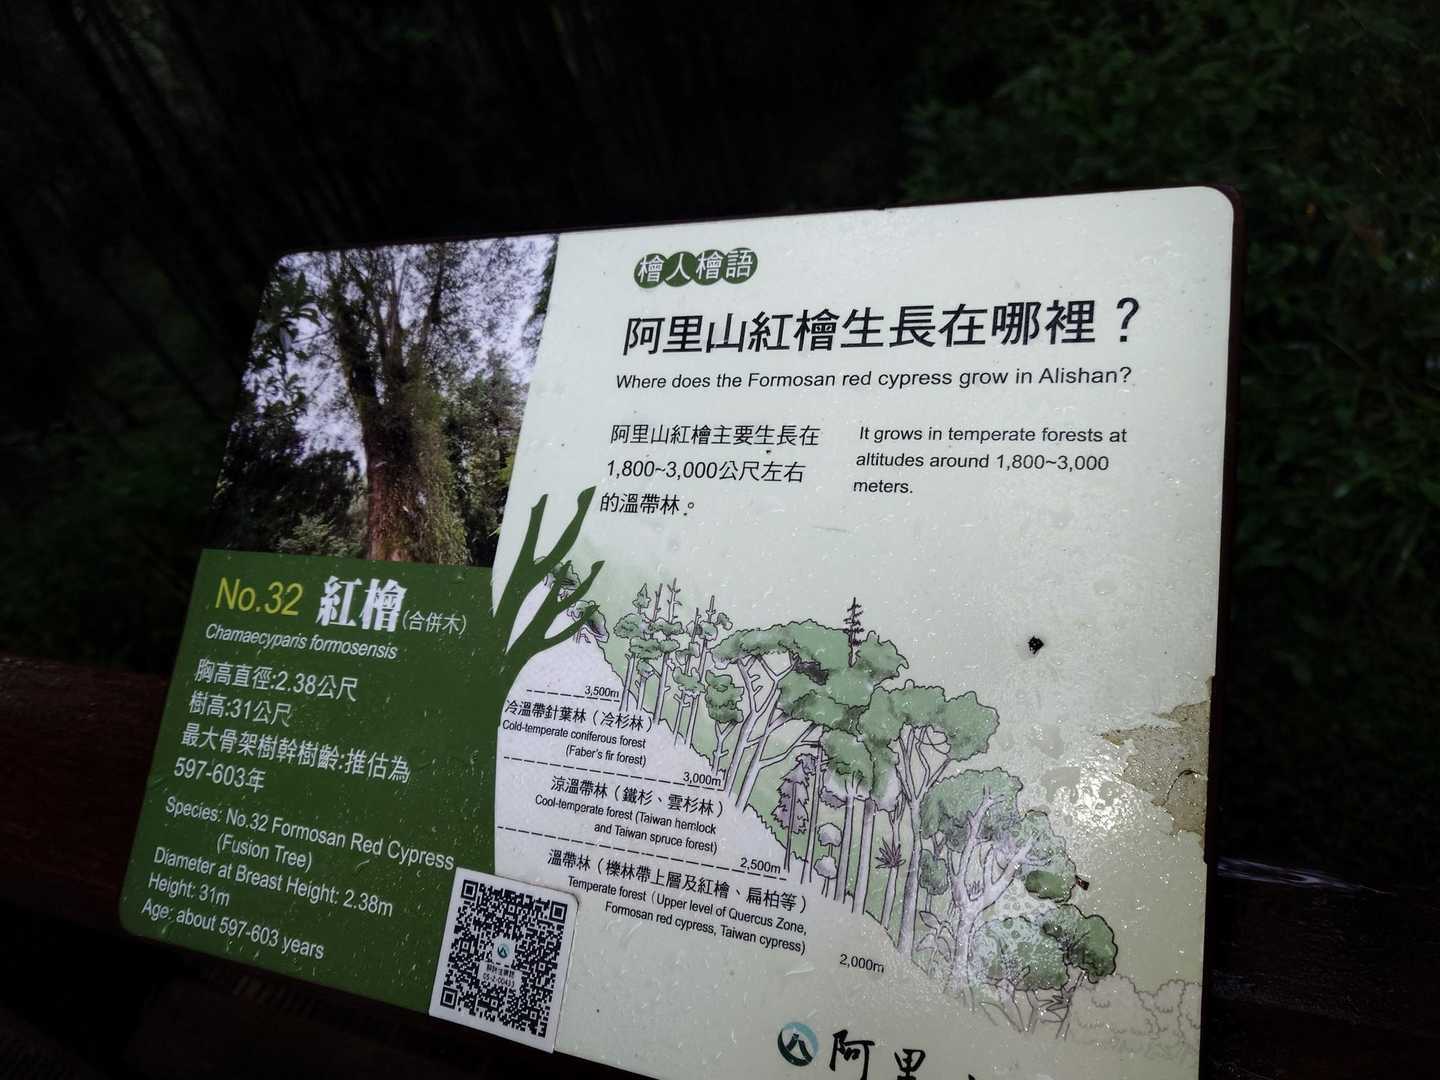 檜人檜語
阿里山紅檜生長在哪裡？
Where does the Formosan red cypress grow in Alishan?
阿里山紅檜主要生長在
1,800~3,000公尺左右
的溫帶林。
It grows in temperate forests at
altitudes around 1,800~3,000
meters.
No.32 紅檜(合併木)
Chamaecyparis formosensis
胸高直徑:2.38公尺
樹高:31公尺
最大骨架樹幹樹齡:推估為
597-603年
Species: No.32 Formosan Red Cypress
(Fusion Tree)
Diameter at Breast Height: 2.38m
Height: 31m
Age: about 597-603 years
3,500m
冷溫帶針葉林（冷杉林）
Cold-temperate coniferous forest
(Faber's fir forest)
3,000m
涼溫帶林（鐵杉、雲杉林）
Cool-temperate forest (Taiwan hemlock
and Taiwan spruce forest)
2,500m
溫帶林（櫟林帶上層及紅檜、扁柏等）
Temperate forest (Upper level of Quercus Zone,
Formosan red cypress, Taiwan cypress)
2,000m
阿里